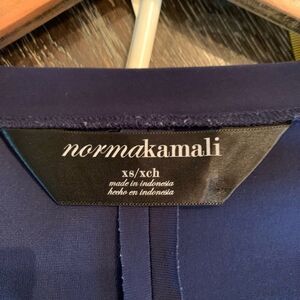 normakamali
xs/xch
made in indonesia
hecho en indonesia